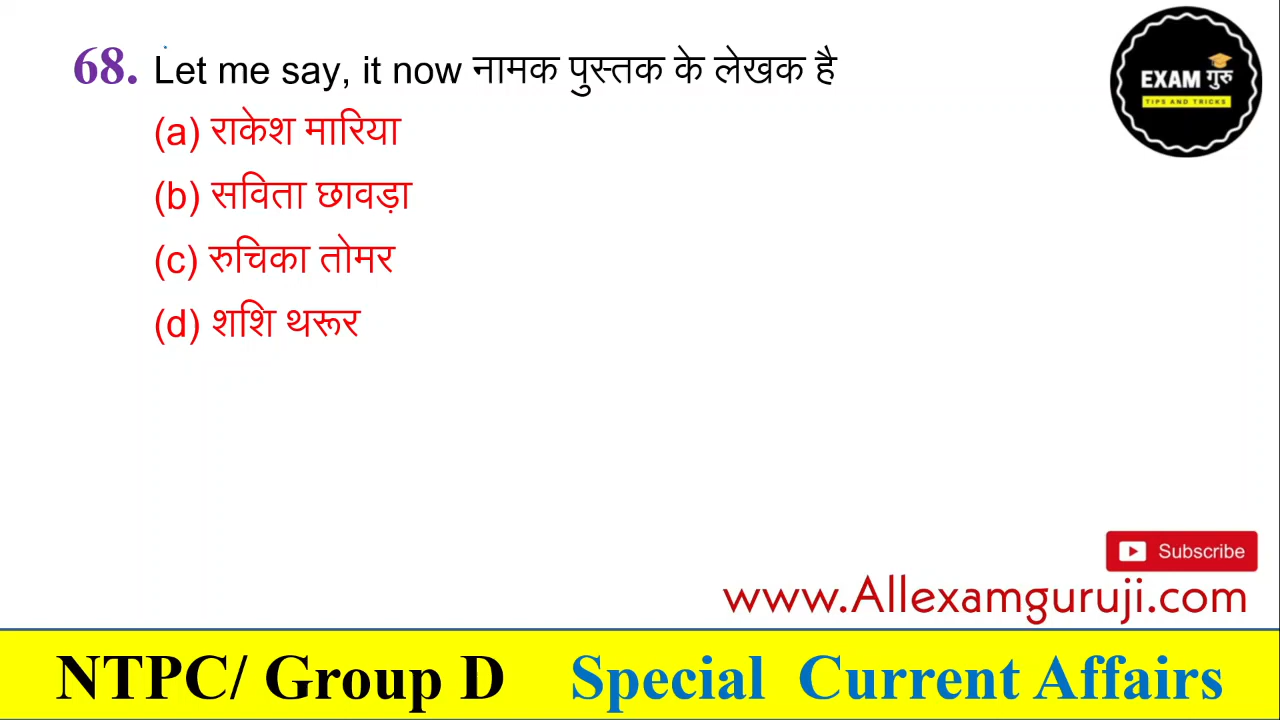 68. Let me say, it now नामक पुस्तक के लेखक है
(a) राकेश मारिया
(b) सविता छावड़ा
(c) रुचिका तोमर
(d) शशि थरूर
EXAM गुरु
TIPS AND TRICKS
Subscribe
www.Allexamguruji.com
NTPC/ Group D Special Current Affairs